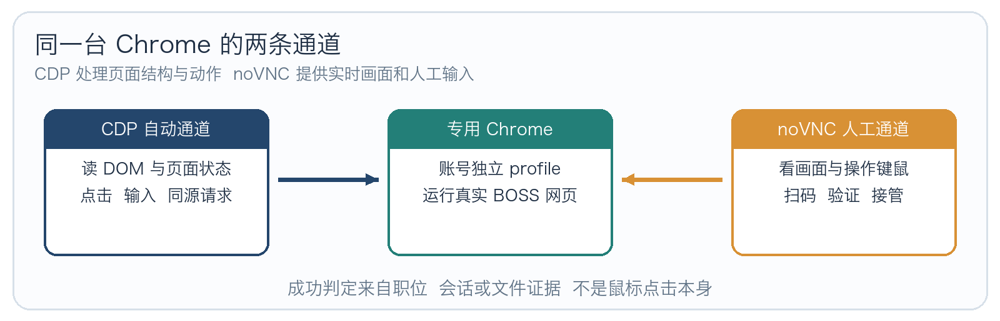 同一台 Chrome 的两条通道
CDP 处理页面结构与动作  noVNC 提供实时画面和人工输入
CDP 自动通道
读 DOM 与页面状态
点击  输入  同源请求
专用 Chrome
账号独立 profile
运行真实 BOSS 网页
noVNC 人工通道
看画面与操作键鼠
扫码  验证  接管
成功判定来自职位  会话或文件证据  不是鼠标点击本身